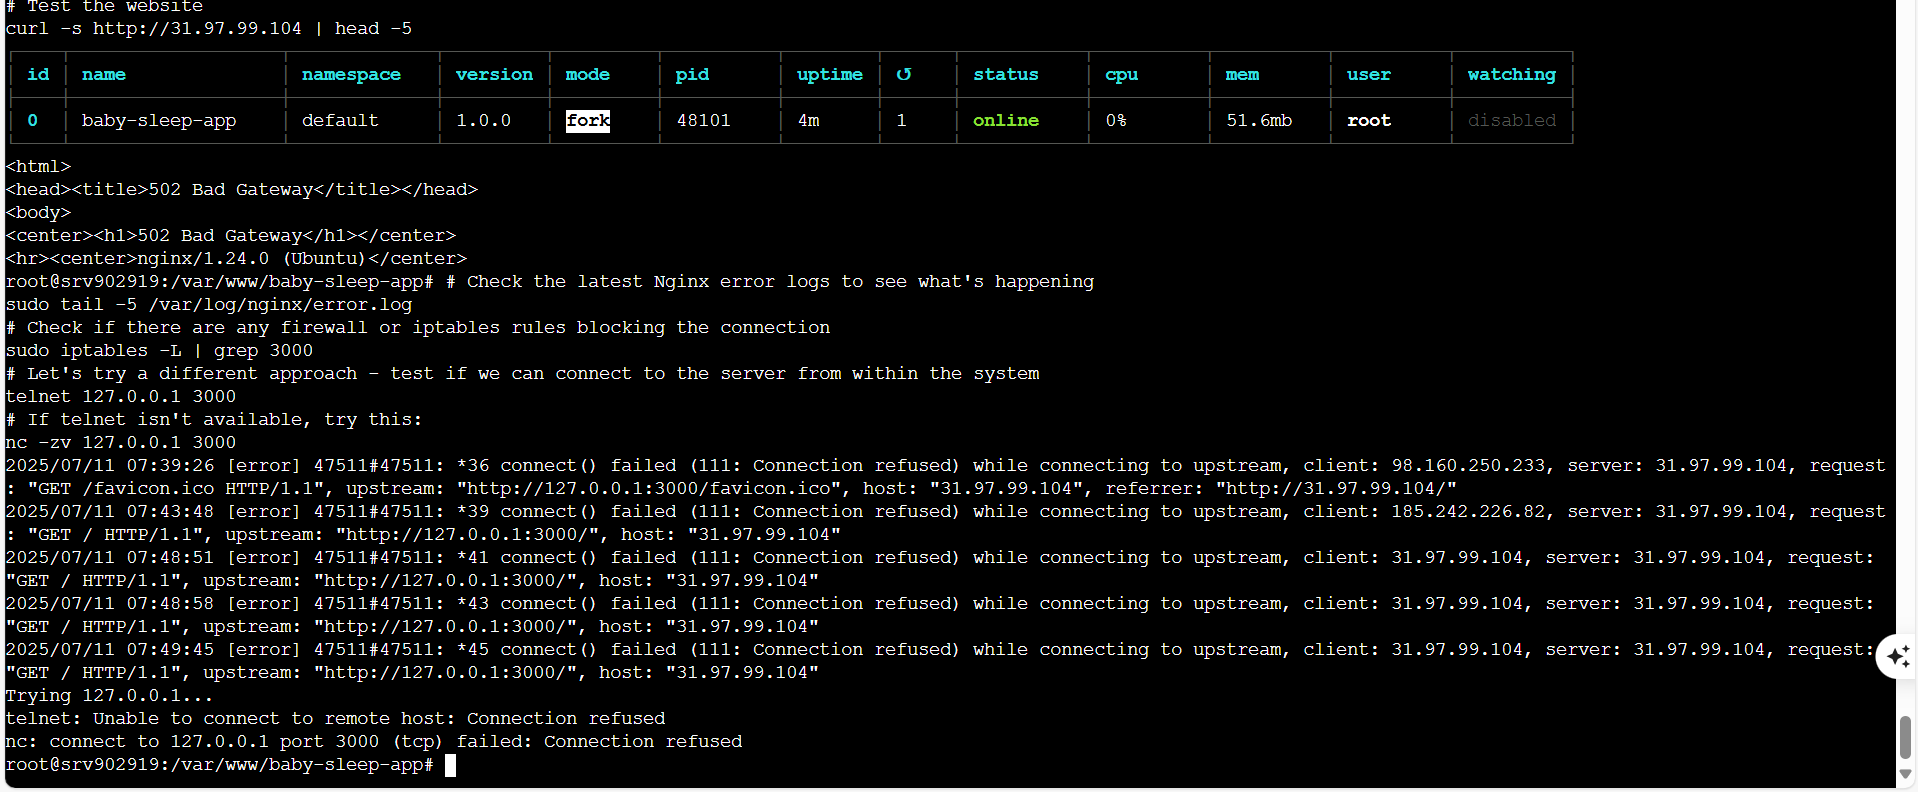 # Test the website
curl -s http://31.97.99.104 | head -5
id name namespace version mode pid uptime ↺ status cpu mem user watching
0 baby-sleep-app default 1.0.0 fork 48101 4m 1 online 0% 51.6mb root disabled
<html>
<head><title>502 Bad Gateway</title></head>
<body>
<center><h1>502 Bad Gateway</h1></center>
<hr><center>nginx/1.24.0 (Ubuntu)</center>
root@srv902919:/var/www/baby-sleep-app# # Check the latest Nginx error logs to see what's happening
sudo tail -5 /var/log/nginx/error.log
# Check if there are any firewall or iptables rules blocking the connection
sudo iptables -L | grep 3000
# Let's try a different approach - test if we can connect to the server from within the system
telnet 127.0.0.1 3000
# If telnet isn't available, try this:
nc -zv 127.0.0.1 3000
2025/07/11 07:39:26 [error] 47511#47511: *36 connect() failed (111: Connection refused) while connecting to upstream, client: 98.160.250.233, server: 31.97.99.104, request
: "GET /favicon.ico HTTP/1.1", upstream: "http://127.0.0.1:3000/favicon.ico", host: "31.97.99.104", referrer: "http://31.97.99.104/"
2025/07/11 07:43:48 [error] 47511#47511: *39 connect() failed (111: Connection refused) while connecting to upstream, client: 185.242.226.82, server: 31.97.99.104, request
: "GET / HTTP/1.1", upstream: "http://127.0.0.1:3000/", host: "31.97.99.104"
2025/07/11 07:48:51 [error] 47511#47511: *41 connect() failed (111: Connection refused) while connecting to upstream, client: 31.97.99.104, server: 31.97.99.104, request:
"GET / HTTP/1.1", upstream: "http://127.0.0.1:3000/", host: "31.97.99.104"
2025/07/11 07:48:58 [error] 47511#47511: *43 connect() failed (111: Connection refused) while connecting to upstream, client: 31.97.99.104, server: 31.97.99.104, request:
"GET / HTTP/1.1", upstream: "http://127.0.0.1:3000/", host: "31.97.99.104"
2025/07/11 07:49:45 [error] 47511#47511: *45 connect() failed (111: Connection refused) while connecting to upstream, client: 31.97.99.104, server: 31.97.99.104, request:
"GET / HTTP/1.1", upstream: "http://127.0.0.1:3000/", host: "31.97.99.104"
Trying 127.0.0.1...
telnet: Unable to connect to remote host: Connection refused
nc: connect to 127.0.0.1 port 3000 (tcp) failed: Connection refused
root@srv902919:/var/www/baby-sleep-app#